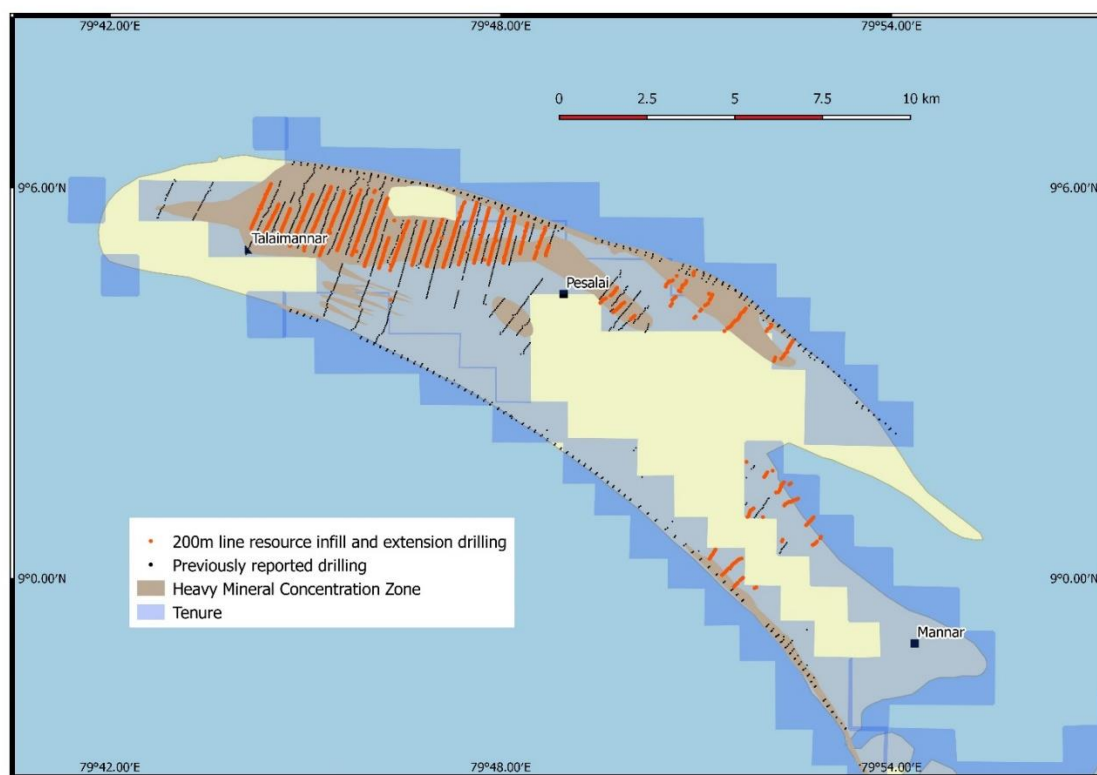 79°42.00′E 79°48.00′E 79°54.00′E
0 2.5 5 7.5 10 km
9°6.00′N 9°6.00′N
Talaimannar
Pesalai
200m line resource infill and extension drilling
Previously reported drilling
Heavy Mineral Concentration Zone
Tenure
9°0.00′N 9°0.00′N
Mannar
79°42.00′E 79°48.00′E 79°54.00′E